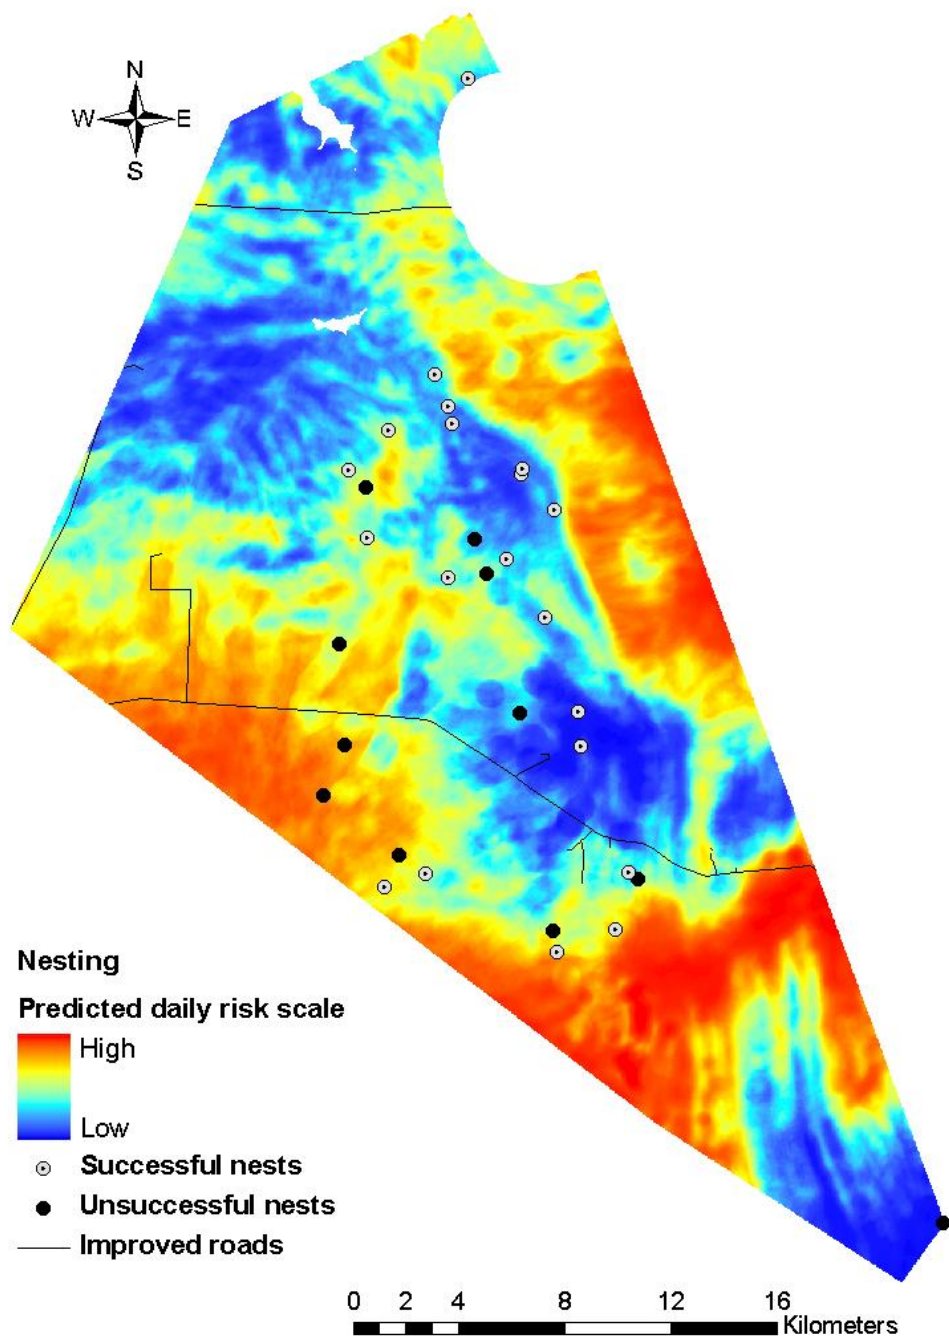 N
W E
S
Nesting
Predicted daily risk scale
High
Low
Successful nests
Unsuccessful nests
Improved roads
0 2 4 8 12 16
Kilometers